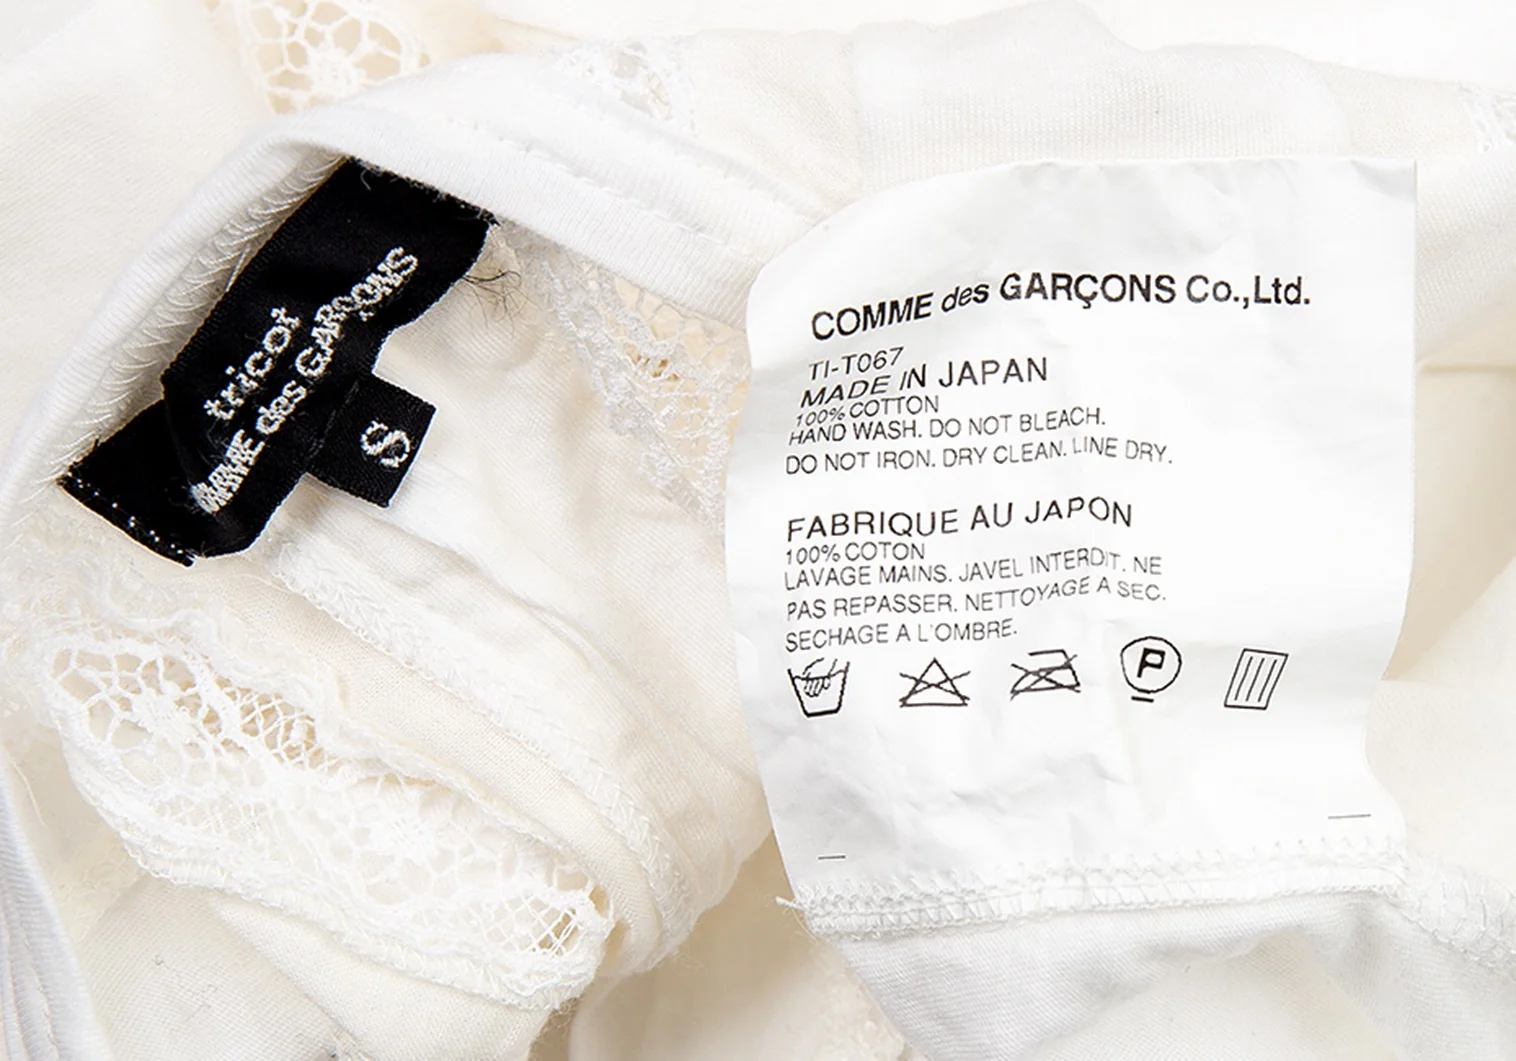 tricot
COMME des GARÇONS
S
COMME des GARÇONS Co.,Ltd.
TI-T067
MADE IN JAPAN
100% COTTON
HAND WASH. DO NOT BLEACH.
DO NOT IRON. DRY CLEAN. LINE DRY.
FABRIQUE AU JAPON
100% COTON
LAVAGE MAINS. JAVEL INTERDIT. NE
PAS REPASSER. NETTOYAGE A SEC.
SECHAGE A L'OMBRE.
P